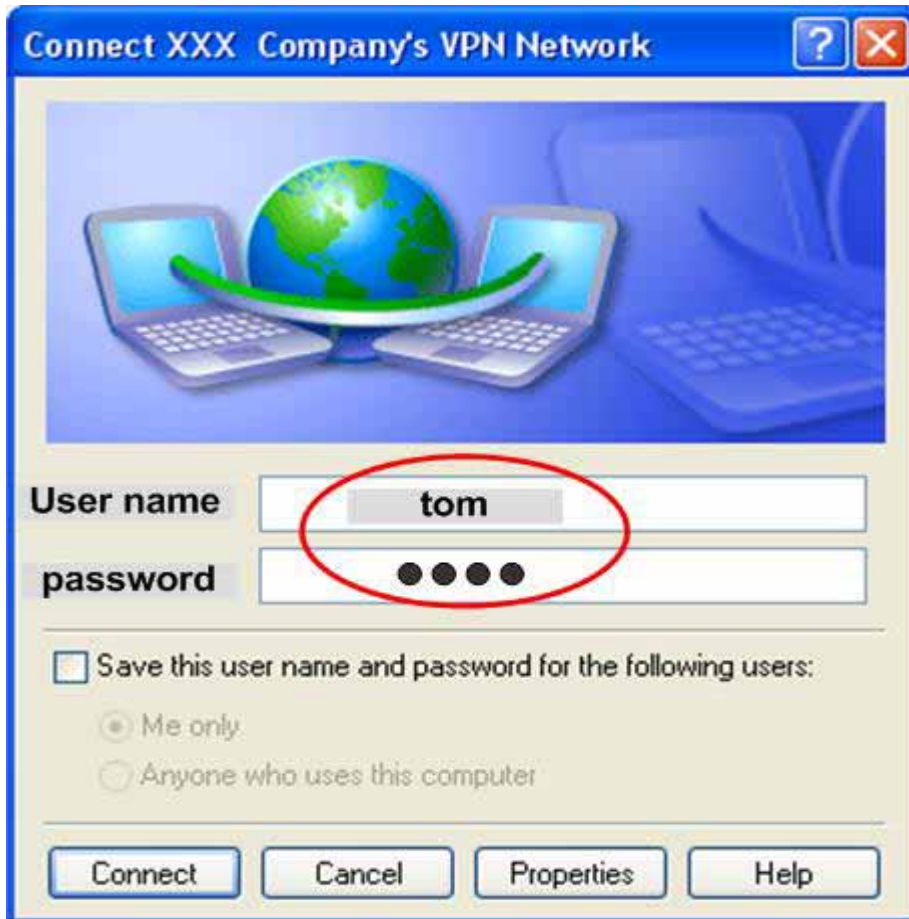 Connect XXX Company's VPN Network
User name tom
password ●●●●
Save this user name and password for the following users:
Me only
Anyone who uses this computer
Connect Cancel Properties Help